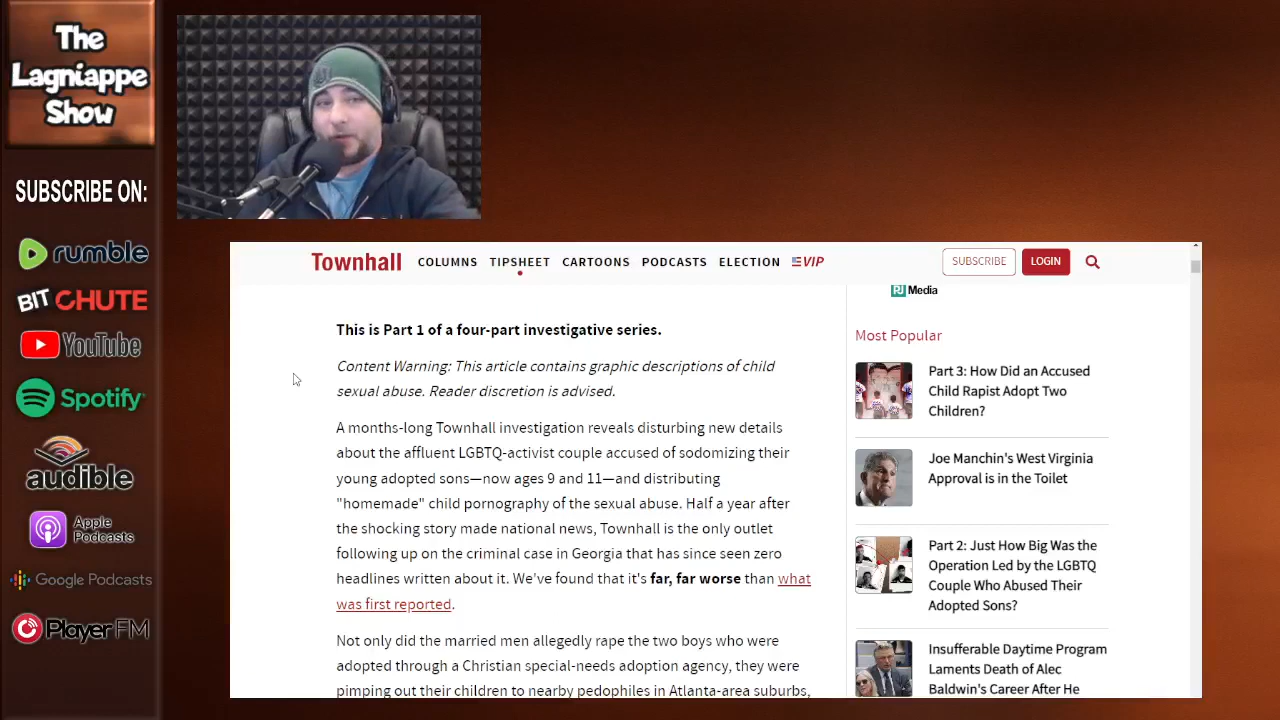 The
Lagniappe
Show
SUBSCRIBE ON:
rumble
BIT CHUTE
YouTube
Spotify
audible
Apple
Podcasts
Google Podcasts
Player FM
Townhall COLUMNS TIPSHEET CARTOONS PODCASTS ELECTION VIP SUBSCRIBE LOGIN
This is Part 1 of a four-part investigative series.
Content Warning: This article contains graphic descriptions of child
sexual abuse. Reader discretion is advised.
A months-long Townhall investigation reveals disturbing new details
about the affluent LGBTQ-activist couple accused of sodomizing their
young adopted sons—now ages 9 and 11—and distributing
"homemade" child pornography of the sexual abuse. Half a year after
the shocking story made national news, Townhall is the only outlet
following up on the criminal case in Georgia that has since seen zero
headlines written about it. We've found that it's far, far worse than what
was first reported.
Not only did the married men allegedly rape the two boys who were
adopted through a Christian special-needs adoption agency, they were
pimping out their children to nearby pedophiles in Atlanta-area suburbs,
PJ Media
Most Popular
Part 3: How Did an Accused
Child Rapist Adopt Two
Children?
Joe Manchin's West Virginia
Approval is in the Toilet
Part 2: Just How Big Was the
Operation Led by the LGBTQ
Couple Who Abused Their
Adopted Sons?
Insufferable Daytime Program
Laments Death of Alec
Baldwin's Career After He